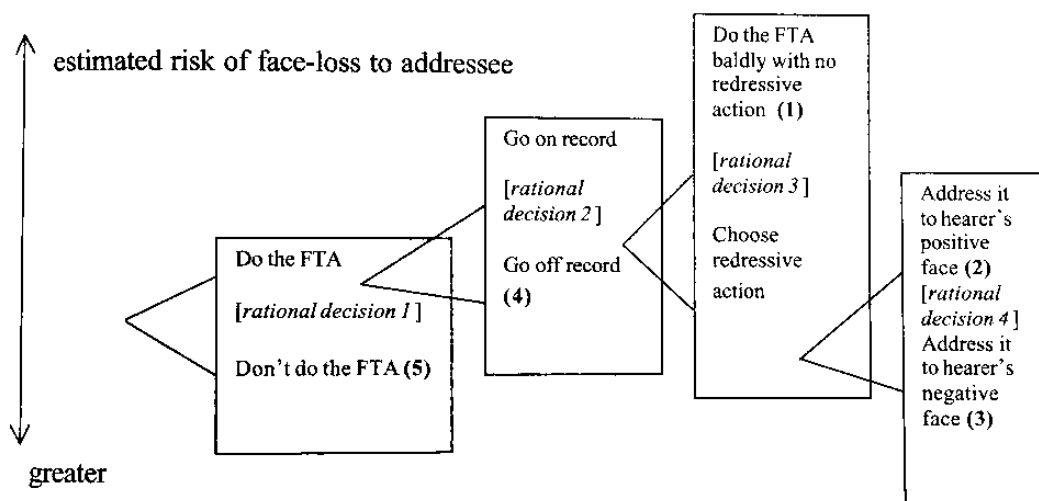 estimated risk of face-loss to addressee
greater
Do the FTA
[rational decision 1]
Don't do the FTA (5)
Go on record
[rational
decision 2]
Go off record
(4)
Do the FTA
baldly with no
redressive
action (1)
[rational
decision 3]
Choose
redressive
action
Address it
to hearer's
positive
face (2)
[rational
decision 4]
Address it
to hearer's
negative
face (3)